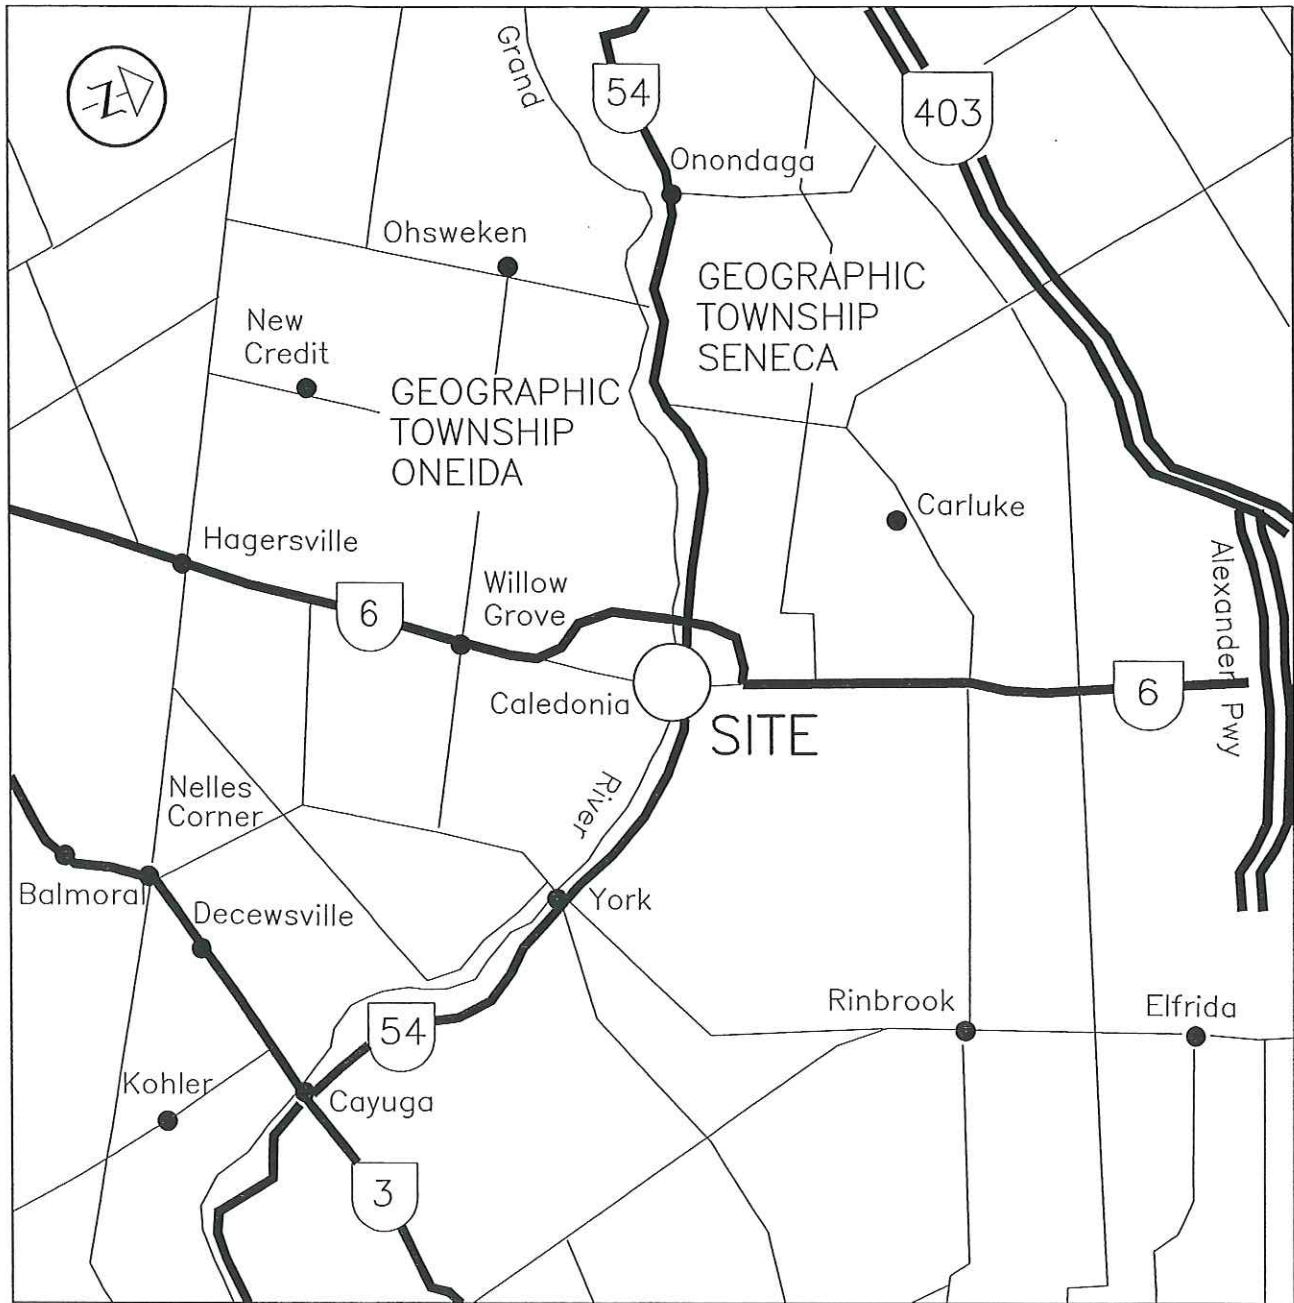 Grand
54
403
N
Onondaga
Ohsweken
GEOGRAPHIC
TOWNSHIP
SENECA
New
Credit
GEOGRAPHIC
TOWNSHIP
ONEIDA
Carluke
Hagersville
Willow
Grove
6
Alexander Pwy
6
Caledonia
SITE
River
Nelles
Corner
Balmoral
York
Decewsville
Rinbrook
Elfrida
54
Kohler
Cayuga
3